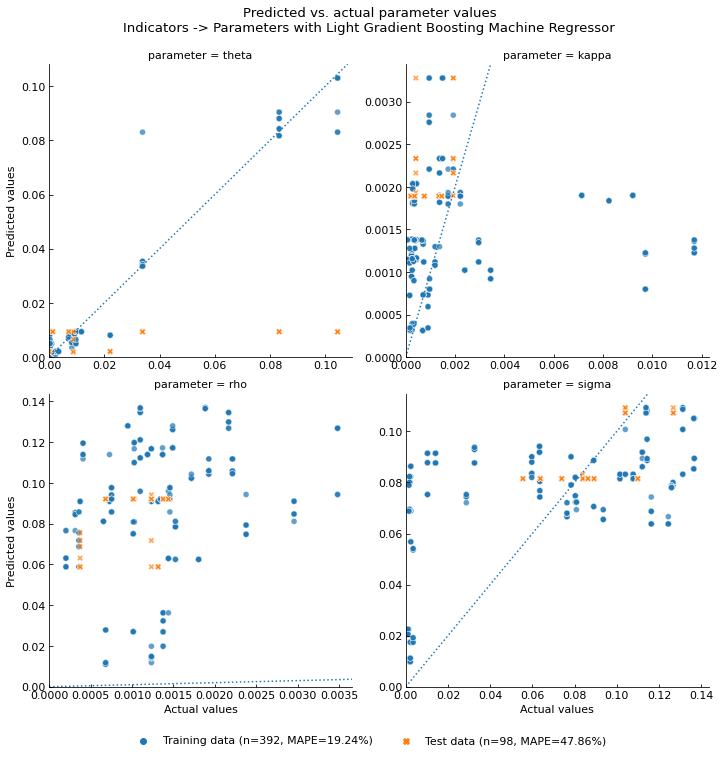 Predicted vs. actual parameter values
Indicators -> Parameters with Light Gradient Boosting Machine Regressor
parameter = theta
parameter = kappa
Predicted values
0.10
0.08
0.06
0.04
0.02
0.00
0.00 0.02 0.04 0.06 0.08 0.10
0.0030
0.0025
0.0020
0.0015
0.0010
0.0005
0.0000
0.000 0.002 0.004 0.006 0.008 0.010 0.012
parameter = rho
parameter = sigma
Predicted values
0.14
0.12
0.10
0.08
0.06
0.04
0.02
0.00
0.0000 0.0005 0.0010 0.0015 0.0020 0.0025 0.0030 0.0035
Actual values
0.10
0.08
0.06
0.04
0.02
0.00
0.00 0.02 0.04 0.06 0.08 0.10 0.12 0.14
Actual values
Training data (n=392, MAPE=19.24%)
Test data (n=98, MAPE=47.86%)